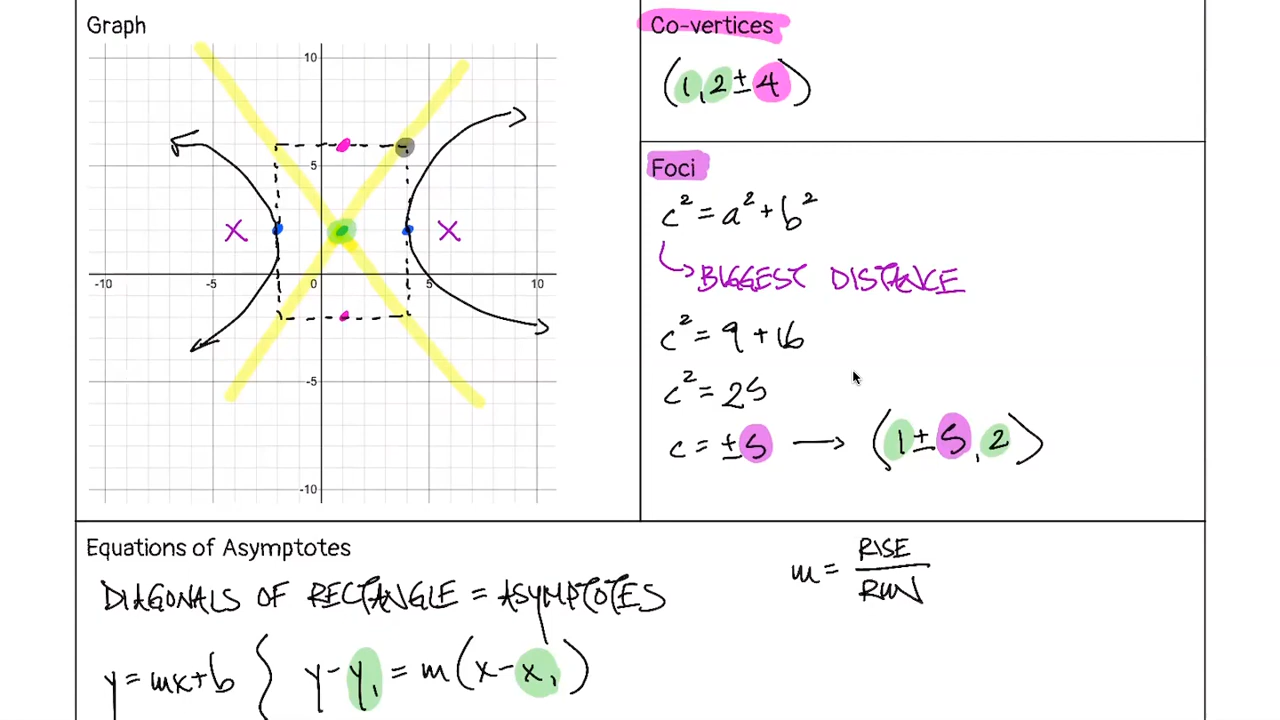 Graph
10
5
-10
-5
0
5
10
-5
-10
X
X
Co-vertices
(1, 2 ± 4)
Foci
c² = a² + b²
BIGGEST DISTANCE
c² = 9 + 16
c² = 25
c = ±5 → (1 ± 5, 2)
Equations of Asymptotes
DIAGONALS OF RECTANGLE = ASYMPTOTES
y = mx + b { y - y₁ = m(x - x₁)
m = RISE
RUN